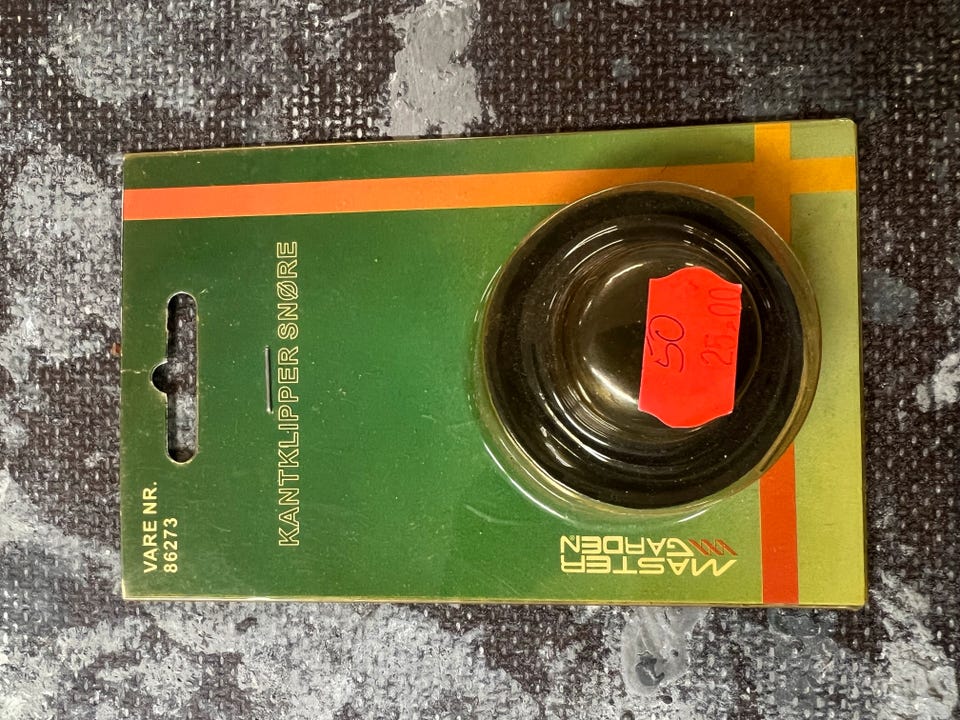 VARE NR.
86273
KANTKLIPPER SNØRE
50
25.00
MASTER
GARDEN